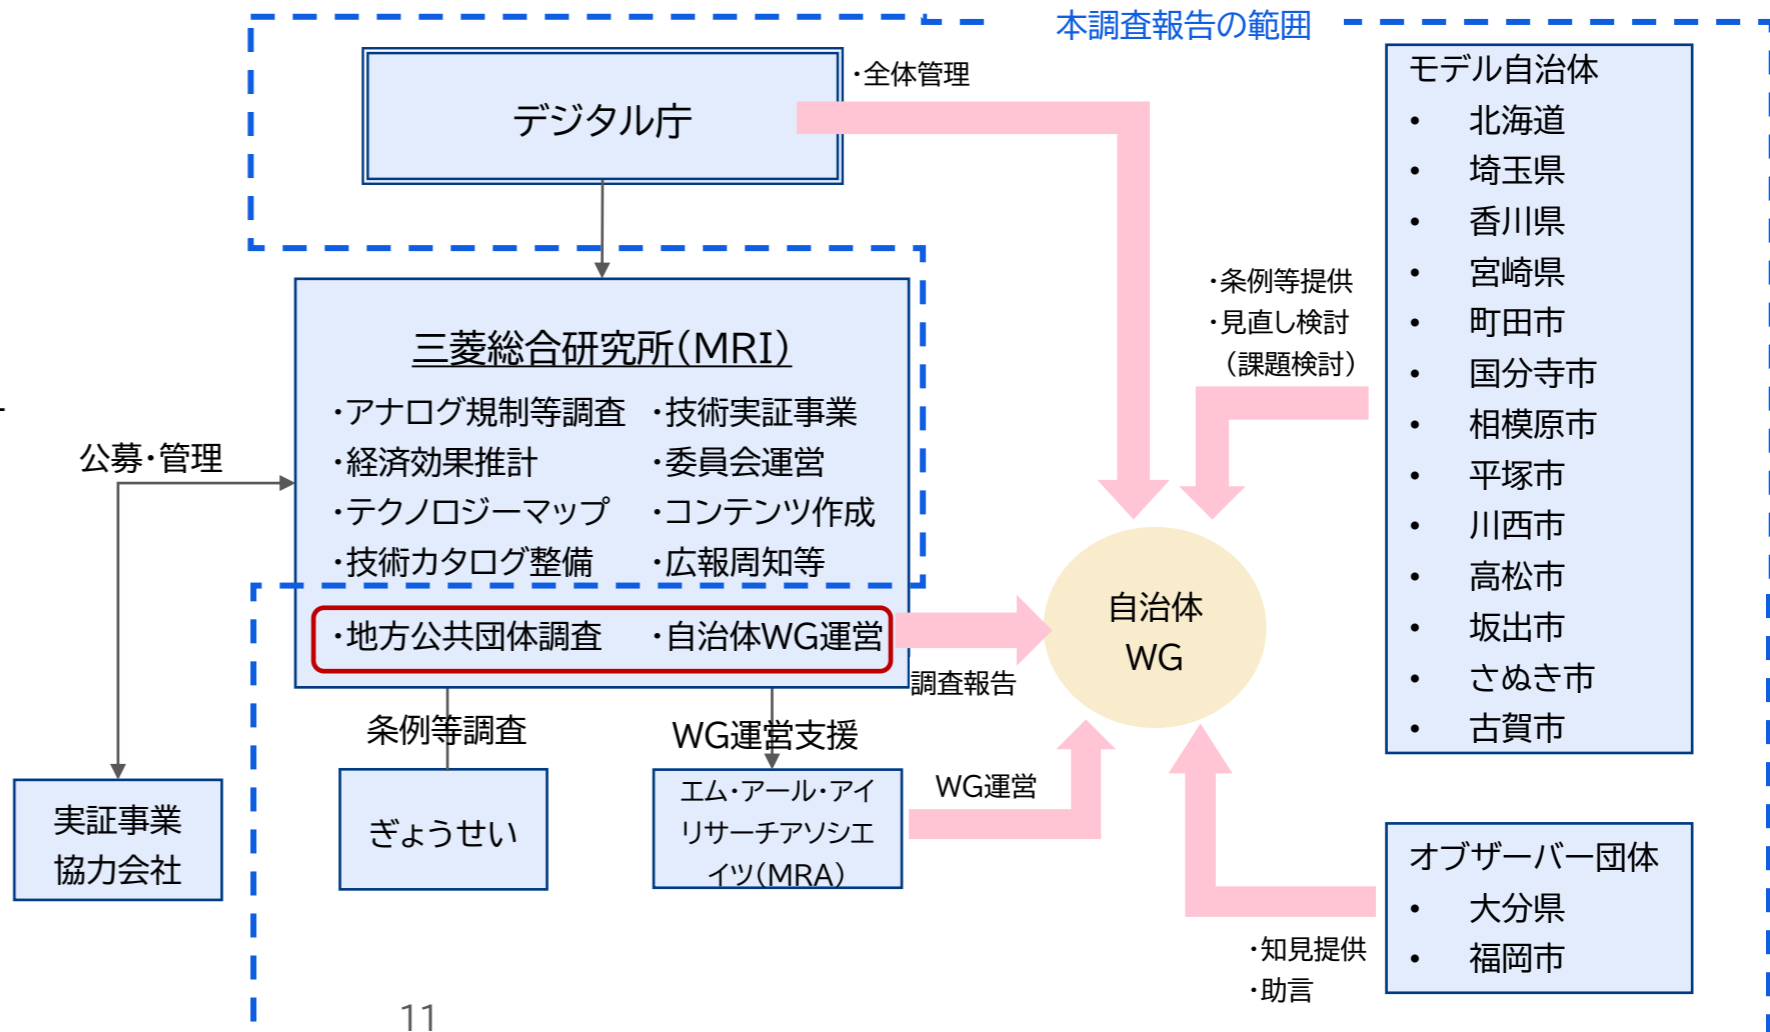 本調査報告の範囲
デジタル庁
・全体管理
三菱総合研究所(MRI)
・アナログ規制等調査
・経済効果推計
・テクノロジーマップ
・技術カタログ整備
・技術実証事業
・委員会運営
・コンテンツ作成
・広報周知等
・地方公共団体調査
・自治体WG運営
公募・管理
実証事業
協力会社
条例等調査
ぎょうせい
WG運営支援
エム・アール・アイ
リサーチアソシエ
イツ(MRA)
調査報告
WG運営
自治体
WG
・条例等提供
・見直し検討
(課題検討)
モデル自治体
• 北海道
• 埼玉県
• 香川県
• 宮崎県
• 町田市
• 国分寺市
• 相模原市
• 平塚市
• 川西市
• 高松市
• 坂出市
• さぬき市
• 古賀市
オブザーバー団体
• 大分県
• 福岡市
・知見提供
・助言
11